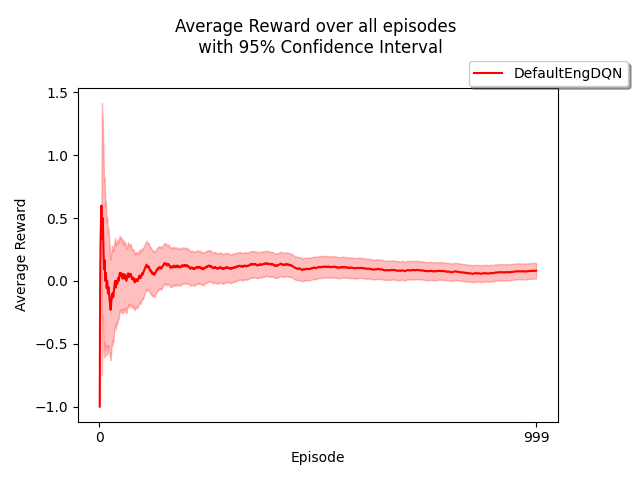 Average Reward over all episodes
with 95% Confidence Interval
DefaultEngDQN
1.5
1.0
0.5
0.0
−0.5
−1.0
Average Reward
0
999
Episode